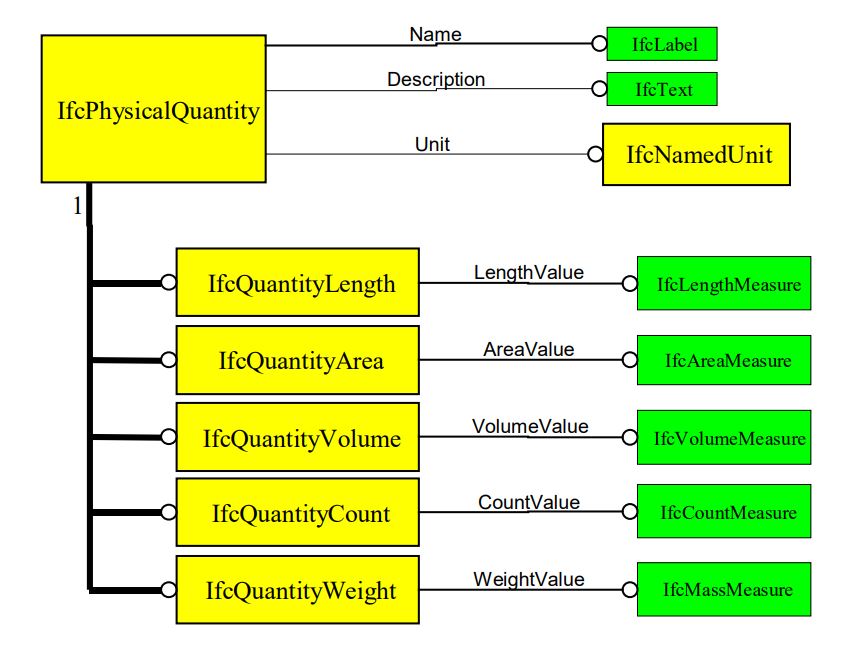 Name
IfcLabel
Description
IfcText
IfcPhysicalQuantity
Unit
IfcNamedUnit
1
IfcQuantityLength
LengthValue
IfcLengthMeasure
IfcQuantityArea
AreaValue
IfcAreaMeasure
IfcQuantityVolume
VolumeValue
IfcVolumeMeasure
IfcQuantityCount
CountValue
IfcCountMeasure
IfcQuantityWeight
WeightValue
IfcMassMeasure